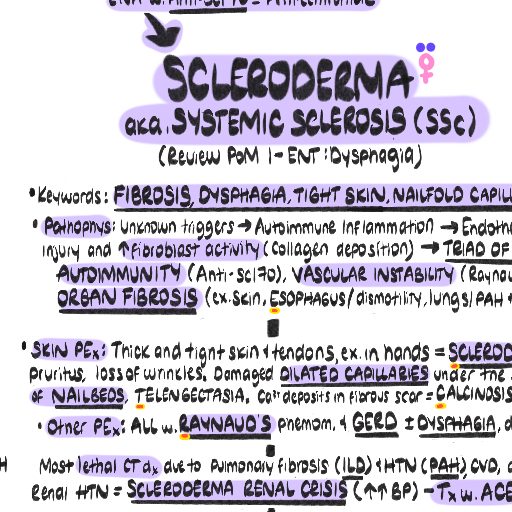 SCLERODERMA
aka. SYSTEMIC SCLEROSIS (SSc)
(Review PoM 1-ENT: Dysphagia)
• Keywords: FIBROSIS, DYSPHAGIA, TIGHT SKIN, NAILFOLD CAPILL
• Pathophys: unknown triggers → Autoimmune Inflammation → Endothe
injury and ↑fibroblast activity (Collagen deposition) → TRIAD OF
AUTOIMMUNITY (Anti-scl70), VASCULAR INSTABILITY (Raynau
ORGAN FIBROSIS (ex. Skin, ESOPHAGUS/dismotility, lungs/PAH
• SKIN PEx: Thick and tight skin & tendons, ex. in hands = SCLEROD
pruritus, loss of wrinkles. Damaged DILATED CAPILLARIES under the
of NAILBEDS, TELENGECTASIA. Ca²⁺ deposits in fibrous scar = CALCINOSIS
• Other PEx: ALL w. RAYNAUD'S pnemom, & GERD ± DYSPHAGIA, d
H Most lethal CT dx due to Pulmonary fibrosis (ILD) & HTN (PAH) CVD, a
Renal HTN = SCLERODERMA RENAL CRISIS (↑↑BP) - Tx w. ACE